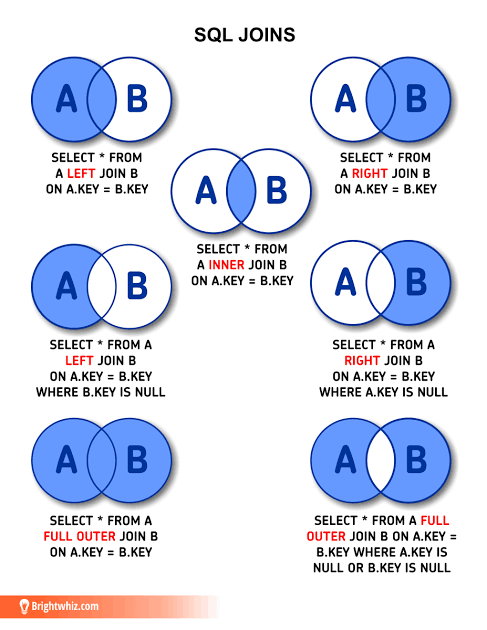 SQL JOINS
A B
SELECT * FROM
A LEFT JOIN B
ON A.KEY = B.KEY
A B
SELECT * FROM
A RIGHT JOIN B
ON A.KEY = B.KEY
A B
SELECT * FROM
A INNER JOIN B
ON A.KEY = B.KEY
A B
SELECT * FROM A
LEFT JOIN B
ON A.KEY = B.KEY
WHERE B.KEY IS NULL
A B
SELECT * FROM A
RIGHT JOIN B
ON A.KEY = B.KEY
WHERE A.KEY IS NULL
A B
SELECT * FROM A
FULL OUTER JOIN B
ON A.KEY = B.KEY
A B
SELECT * FROM A FULL
OUTER JOIN B ON A.KEY =
B.KEY WHERE A.KEY IS
NULL OR B.KEY IS NULL
Brightwhiz.com